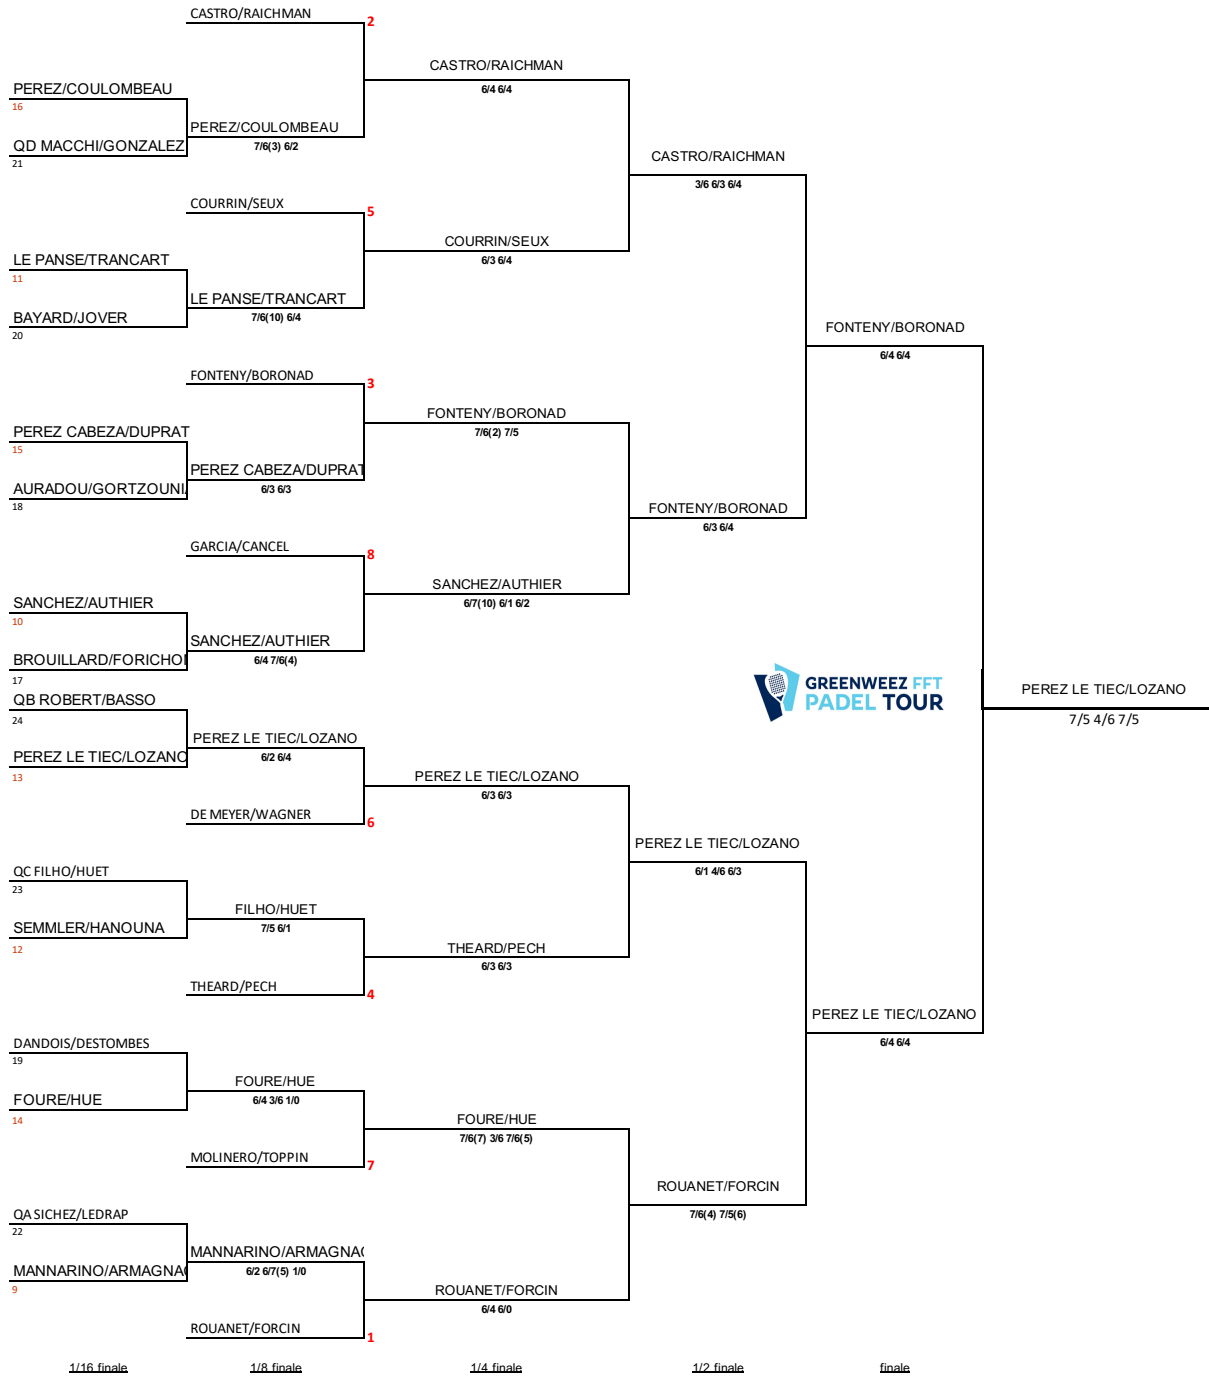 CASTRO/RAICHMAN
2
CASTRO/RAICHMAN
6/4 6/4
PEREZ/COULOMBEAU
16
PEREZ/COULOMBEAU
7/6(3) 6/2
QD MACCHI/GONZALEZ
21
CASTRO/RAICHMAN
3/6 6/3 6/4
COURRIN/SEUX
5
COURRIN/SEUX
6/3 6/4
LE PANSE/TRANCART
11
LE PANSE/TRANCART
7/6(10) 6/4
BAYARD/JOVER
20
FONTENY/BORONAD
6/4 6/4
FONTENY/BORONAD
3
FONTENY/BORONAD
7/6(2) 7/5
PEREZ CABEZA/DUPRAT
15
PEREZ CABEZA/DUPRAT
6/3 6/3
AURADOU/GORTZOUNI
18
FONTENY/BORONAD
6/3 6/4
GARCIA/CANCEL
8
SANCHEZ/AUTHIER
6/7(10) 6/1 6/2
SANCHEZ/AUTHIER
10
SANCHEZ/AUTHIER
6/4 7/6(4)
BROUILLARD/FORICHO
17
GREENWEEZ FFT
PADEL TOUR
PEREZ LE TIEC/LOZANO
7/5 4/6 7/5
QB ROBERT/BASSO
24
PEREZ LE TIEC/LOZANO
6/2 6/4
PEREZ LE TIEC/LOZANO
13
PEREZ LE TIEC/LOZANO
6/3 6/3
DE MEYER/WAGNER
6
PEREZ LE TIEC/LOZANO
6/1 4/6 6/3
QC FILHO/HUET
23
FILHO/HUET
7/5 6/1
SEMMLER/HANOUNA
12
THEARD/PECH
6/3 6/3
THEARD/PECH
4
PEREZ LE TIEC/LOZANO
6/4 6/4
DANDOIS/DESTOMBES
19
FOURE/HUE
6/4 3/6 1/0
FOURE/HUE
14
FOURE/HUE
7/6(7) 3/6 7/6(5)
MOLINERO/TOPPIN
7
ROUANET/FORCIN
7/6(4) 7/5(6)
QA SICHEZ/LEDRAP
22
MANNARINO/ARMAGNAC
6/2 6/7(5) 1/0
MANNARINO/ARMAGNAC
9
ROUANET/FORCIN
6/4 6/0
ROUANET/FORCIN
1
1/16 finale
1/8 finale
1/4 finale
1/2 finale
finale